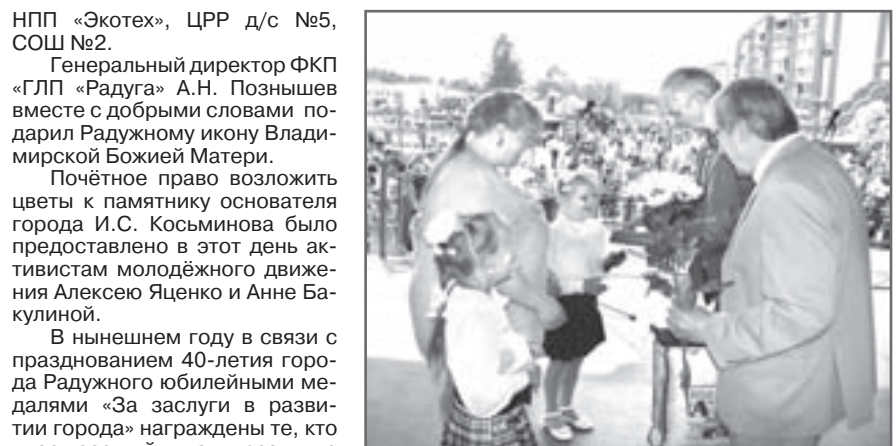 НПП «Экотех», ЦРР д/с №5,
СОШ №2.
Генеральный директор ФКП
«ГЛП «Радуга» А.Н. Познышев
вместе с добрыми словами по-
дарил Радужному икону Влади-
мирской Божией Матери.
Почётное право возложить
цветы к памятнику основателя
города И.С. Косьминова было
предоставлено в этот день ак-
тивистам молодёжного движе-
ния Алексею Яценко и Анне Ба-
кулиной.
В нынешнем году в связи с
празднованием 40-летия горо-
да Радужного юбилейными ме-
далями «За заслуги в разви-
тии города» награждены те, кто